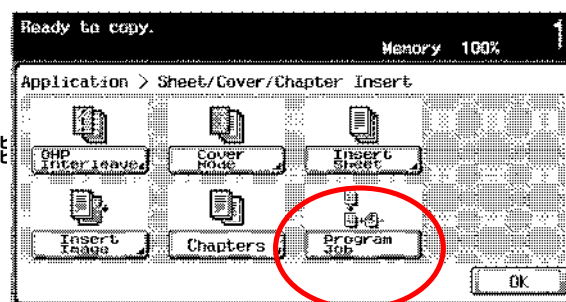 Ready to copy.
Memory 100%
Application > Sheet/Cover/Chapter Insert
OHP
Interleave
Cover
Mode
Insert
Sheet
Insert
Image
Chapters
Program
Job
OK